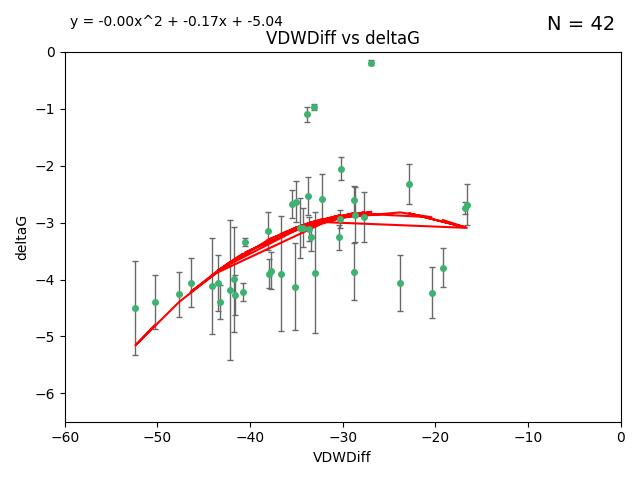 y = -0.00x^2 + -0.17x + -5.04
N = 42
VDWDiff vs deltaG
0
−1
−2
−3
−4
−5
−6
deltaG
−60 −50 −40 −30 −20 −10 0
VDWDiff